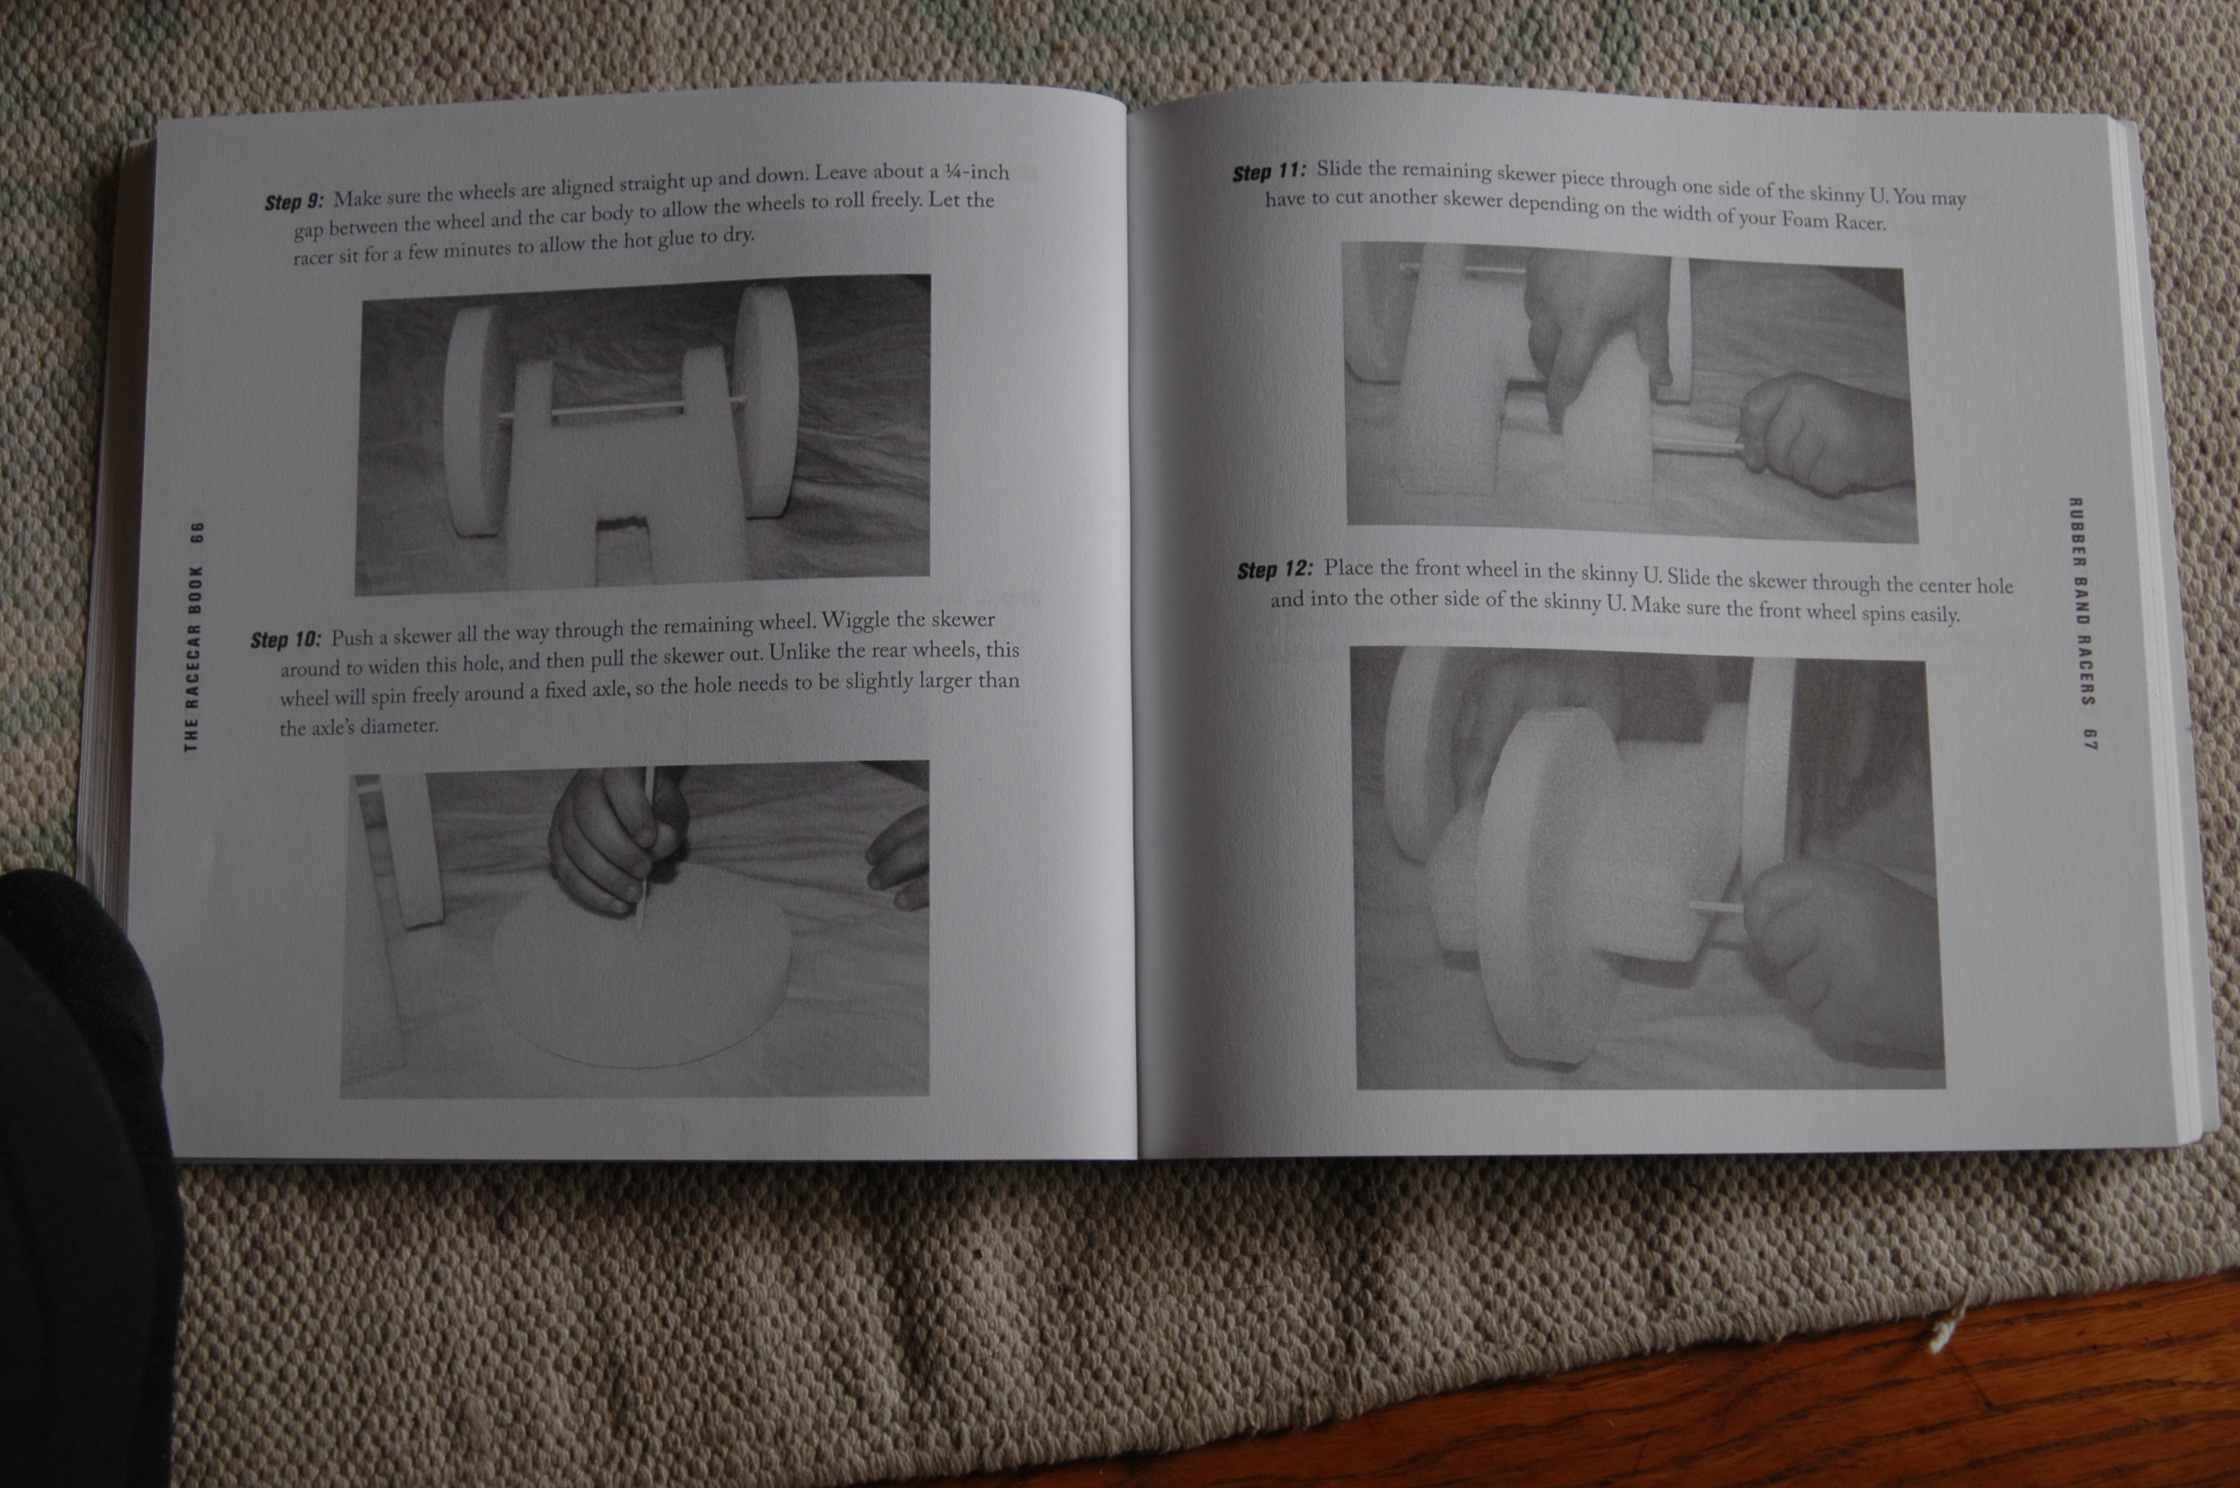 Step 9: Make sure the wheels are aligned straight up and down. Leave about a ¼-inch
gap between the wheel and the car body to allow the wheels to roll freely. Let the
racer sit for a few minutes to allow the hot glue to dry.
Step 10: Push a skewer all the way through the remaining wheel. Wiggle the skewer
around to widen this hole, and then pull the skewer out. Unlike the rear wheels, this
wheel will spin freely around a fixed axle, so the hole needs to be slightly larger than
the axle's diameter.
THE RACECAR BOOK 66
Step 11: Slide the remaining skewer piece through one side of the skinny U. You may
have to cut another skewer depending on the width of your Foam Racer.
Step 12: Place the front wheel in the skinny U. Slide the skewer through the center hole
and into the other side of the skinny U. Make sure the front wheel spins easily.
RUBBER BAND RACERS 67